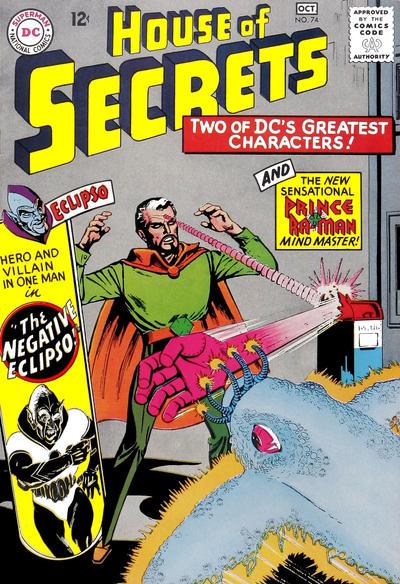 SUPERMAN
DC
NATIONAL COMICS
12¢
HOUSE of
SECRETS
OCT
NO. 74
APPROVED
BY THE
COMICS
CODE
AUTHORITY
TWO OF DC'S GREATEST
CHARACTERS!
ECLIPSO
AND
THE NEW
SENSATIONAL
PRINCE
RA-MAN
MIND MASTER!
HERO AND
VILLAIN
IN ONE MAN
in
"The
NEGATIVE
ECLIPSO!"